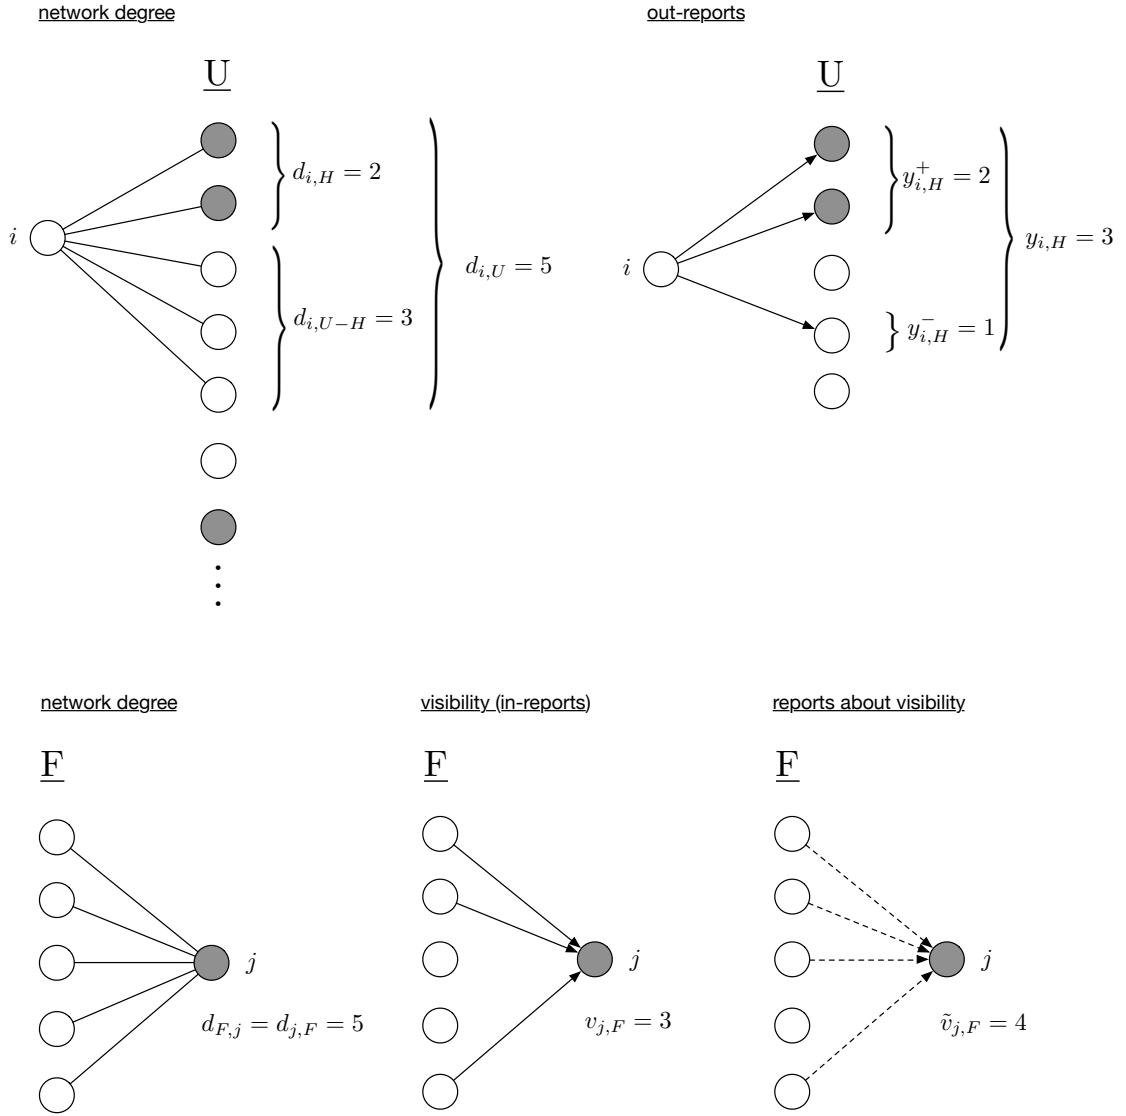 network degree
out-reports
U
U
d_{i,H} = 2
y^{+}_{i,H} = 2
i
y_{i,H} = 3
d_{i,U} = 5
i
d_{i,U−H} = 3
y^{−}_{i,H} = 1
network degree
visibility (in-reports)
reports about visibility
F
F
F
j
j
j
d_{F,j} = d_{j,F} = 5
v_{j,F} = 3
ṽ_{j,F} = 4